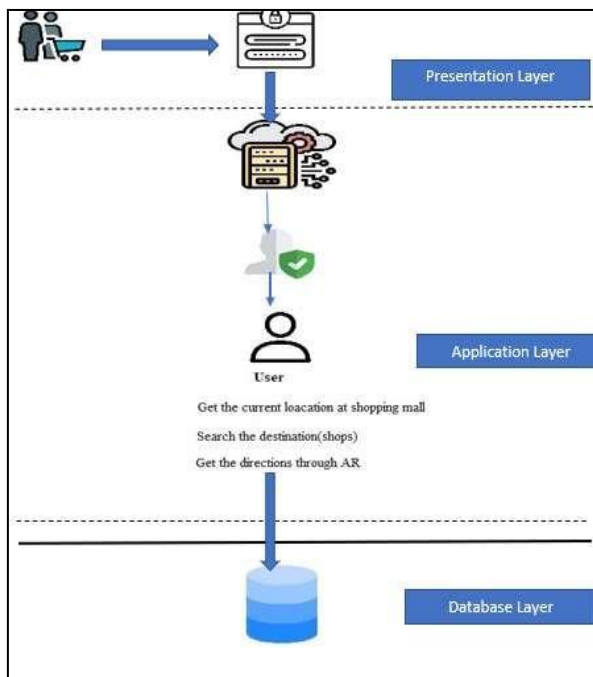 Presentation Layer
Application Layer
User
Get the current loacation at shopping mall
Search the destination(shops)
Get the directions through AR
Database Layer